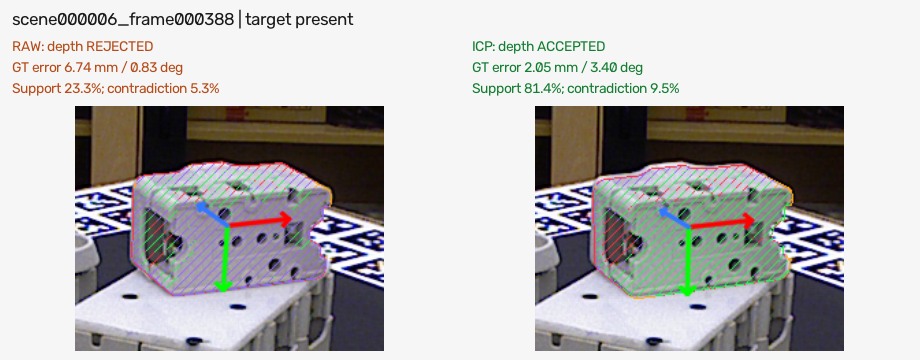 scene000006_frame000388 | target present
RAW: depth REJECTED
GT error 6.74 mm / 0.83 deg
Support 23.3%; contradiction 5.3%
ICP: depth ACCEPTED
GT error 2.05 mm / 3.40 deg
Support 81.4%; contradiction 9.5%